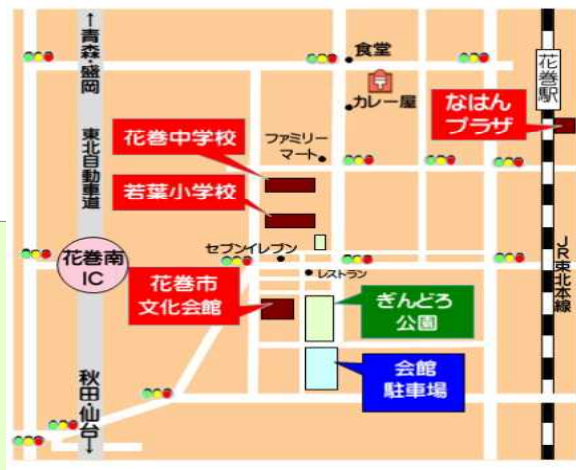 ↑青森・盛岡
東北自動車道
花巻南
IC
秋田・仙台↓
食堂
〒
カレー屋
花巻駅
なはん
プラザ
花巻中学校
ファミリー
マート
若葉小学校
セブンイレブン
レストラン
花巻市
文化会館
ぎんどろ
公園
会館
駐車場
JR東北本線